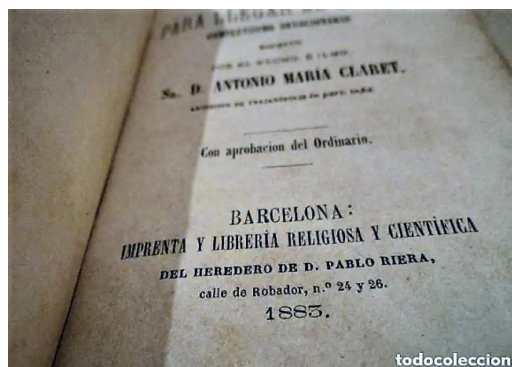 PARA LLEGAR
D. ANTONIO MARÍA CLARET.
Con aprobacion del Ordinario.
BARCELONA:
IMPRENTA Y LIBRERÍA RELIGIOSA Y CIENTÍFICA
DEL HEREDERO DE D. PABLO RIERA,
calle de Robador, n.º 24 y 26.
1883.
todocoleccion